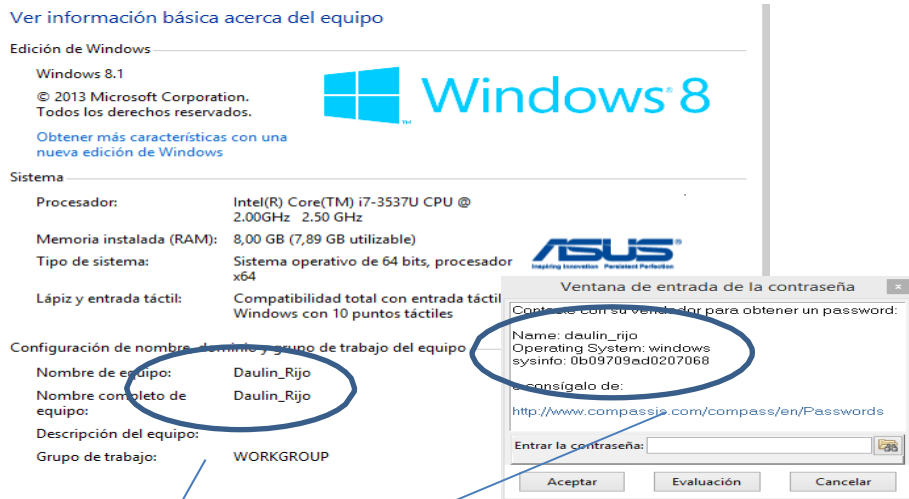 Ver información básica acerca del equipo
Edición de Windows
Windows 8.1
© 2013 Microsoft Corporation.
Todos los derechos reservados.
Obtener más características con una
nueva edición de Windows
Windows 8
Sistema
Procesador: Intel(R) Core(TM) i7-3537U CPU @
2.00GHz 2.50 GHz
Memoria instalada (RAM): 8,00 GB (7,89 GB utilizable)
Tipo de sistema: Sistema operativo de 64 bits, procesador
x64
Lápiz y entrada táctil: Compatibilidad total con entrada táctil
Windows con 10 puntos táctiles
ASUS
Inspiring Innovation Persistent Perfection
Configuración de nombre, dominio y grupo de trabajo del equipo
Nombre de equipo: Daulin_Rijo
Nombre completo de Daulin_Rijo
equipo:
Descripción del equipo:
Grupo de trabajo: WORKGROUP
Ventana de entrada de la contraseña
Contacte con su vendedor para obtener un password:
Name: daulin_rijo
Operating System: windows
sysinfo: 0b09709ad0207068
o consígalo de:
http://www.compassis.com/compass/en/Passwords
Entrar la contraseña:
Aceptar Evaluación Cancelar